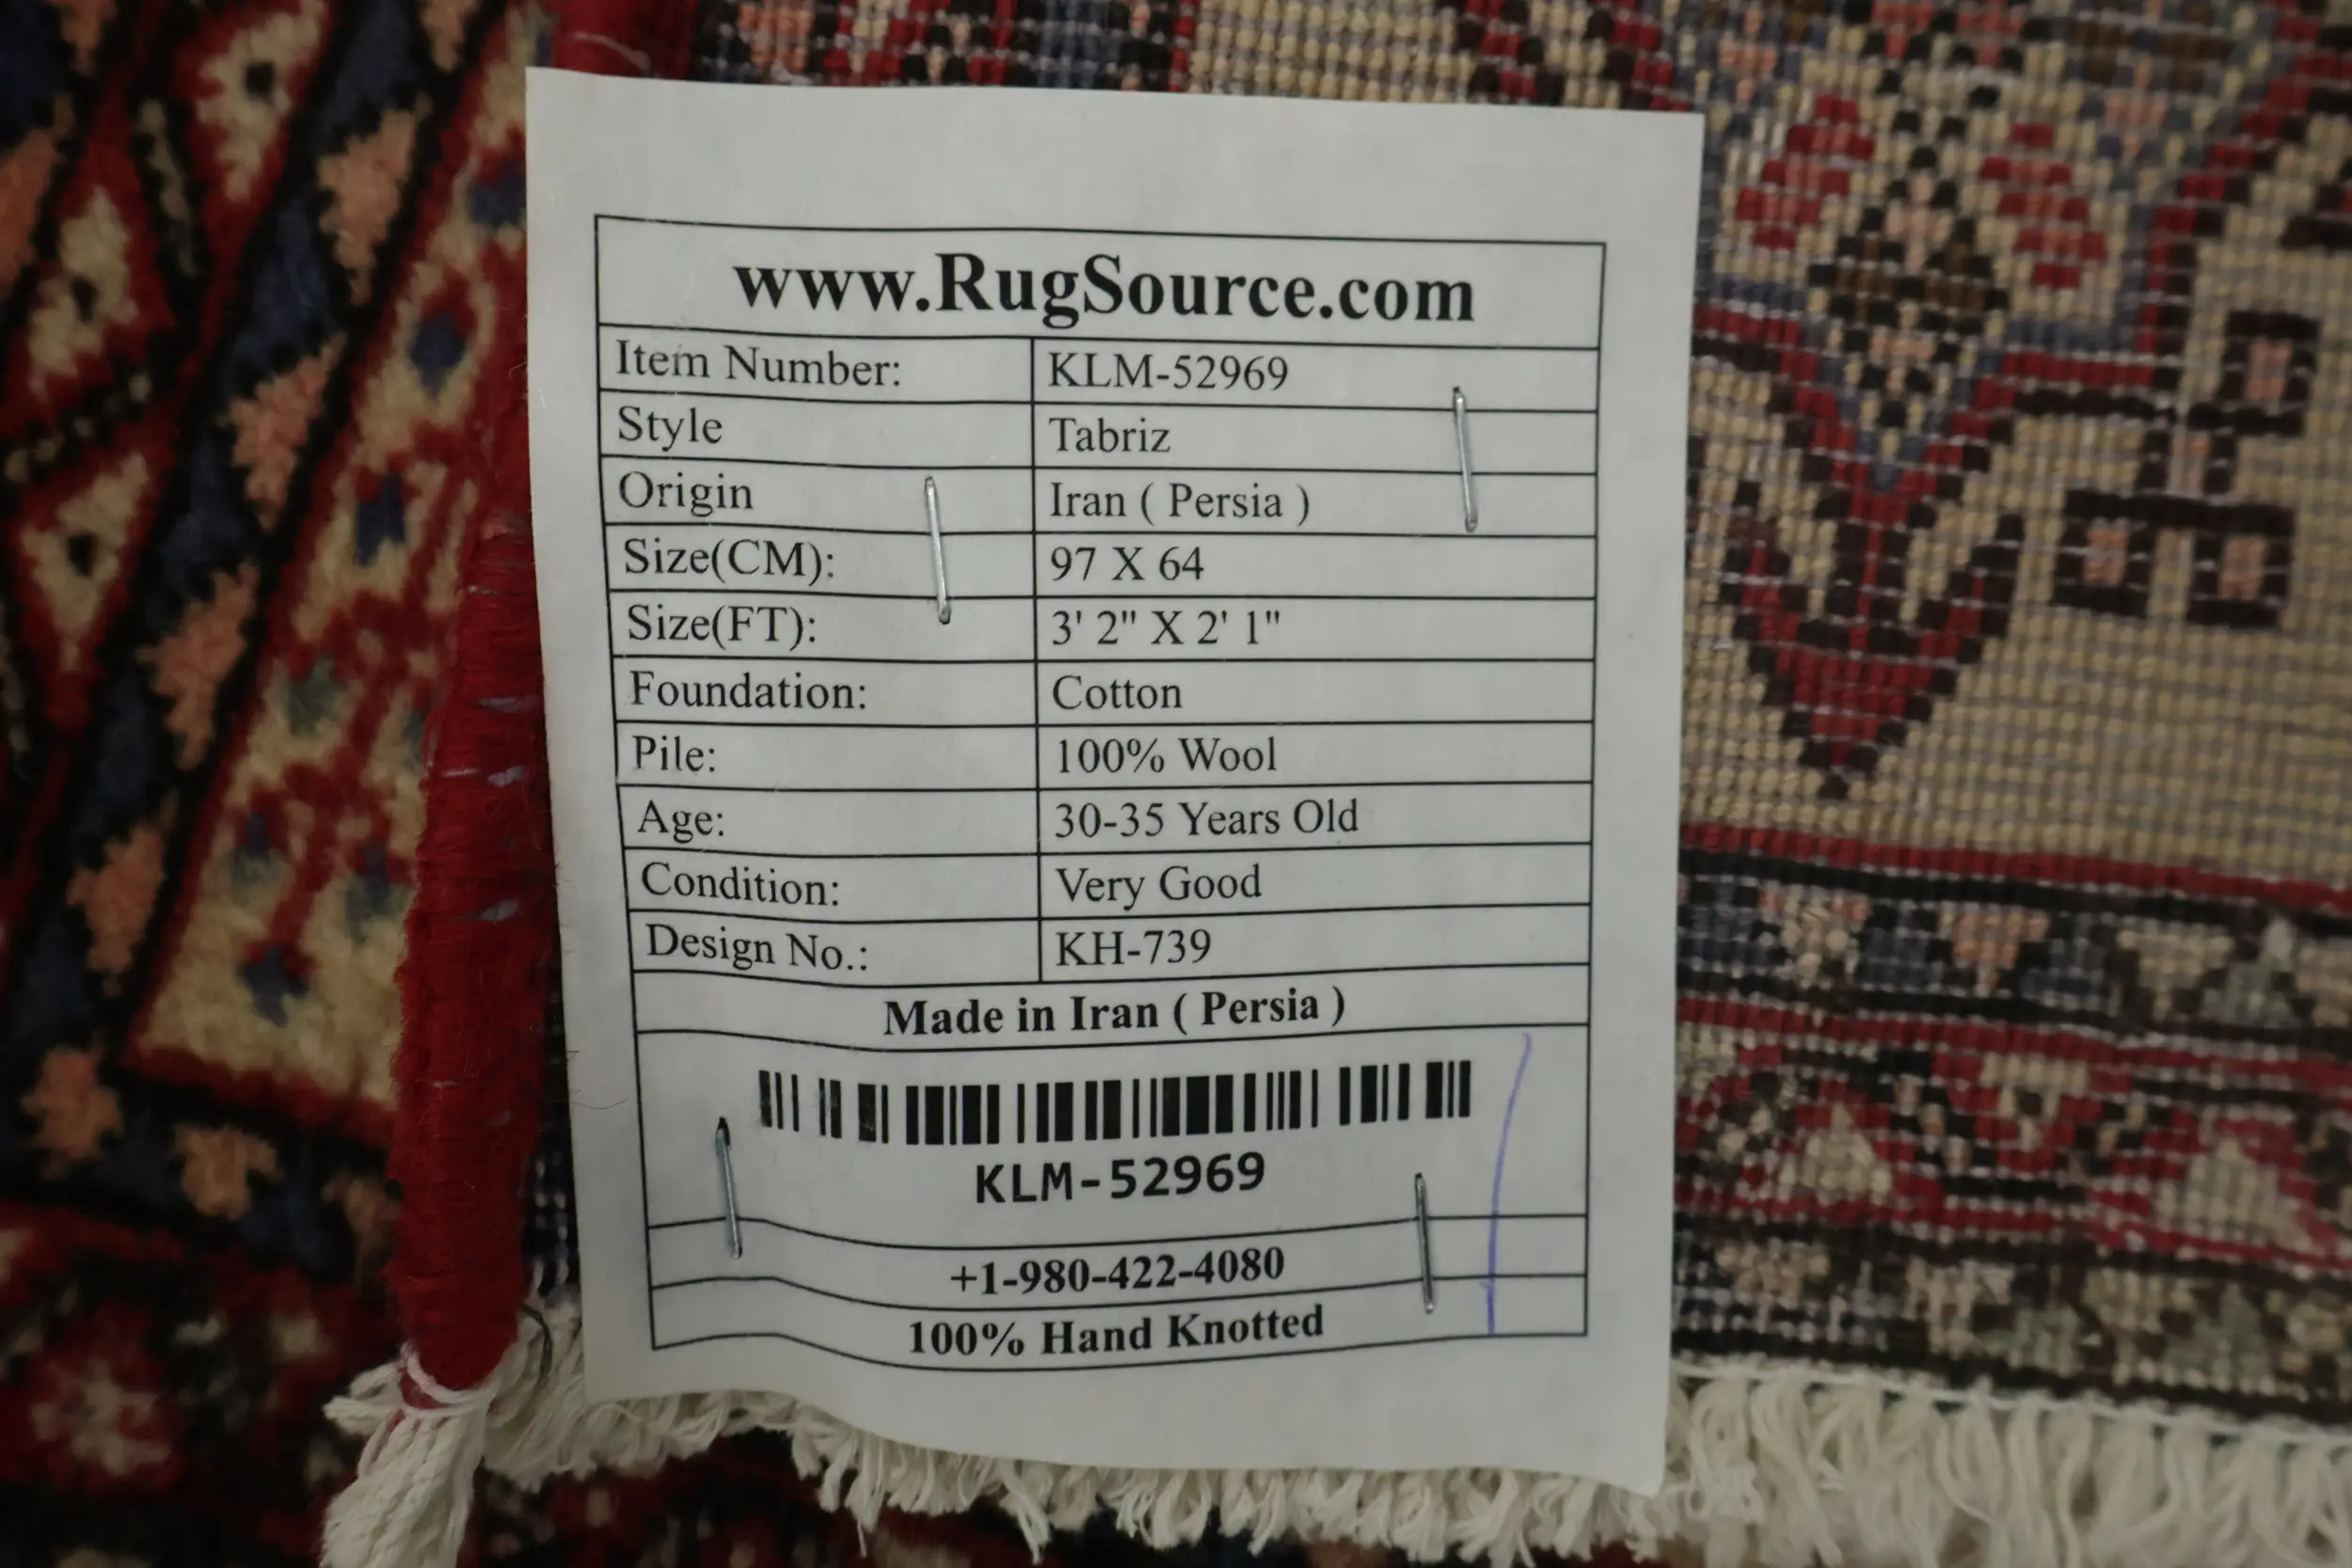 www.RugSource.com
Item Number: KLM-52969
Style Tabriz
Origin Iran ( Persia )
Size(CM): 97 X 64
Size(FT): 3' 2" X 2' 1"
Foundation: Cotton
Pile: 100% Wool
Age: 30-35 Years Old
Condition: Very Good
Design No.: KH-739
Made in Iran ( Persia )
KLM-52969
+1-980-422-4080
100% Hand Knotted